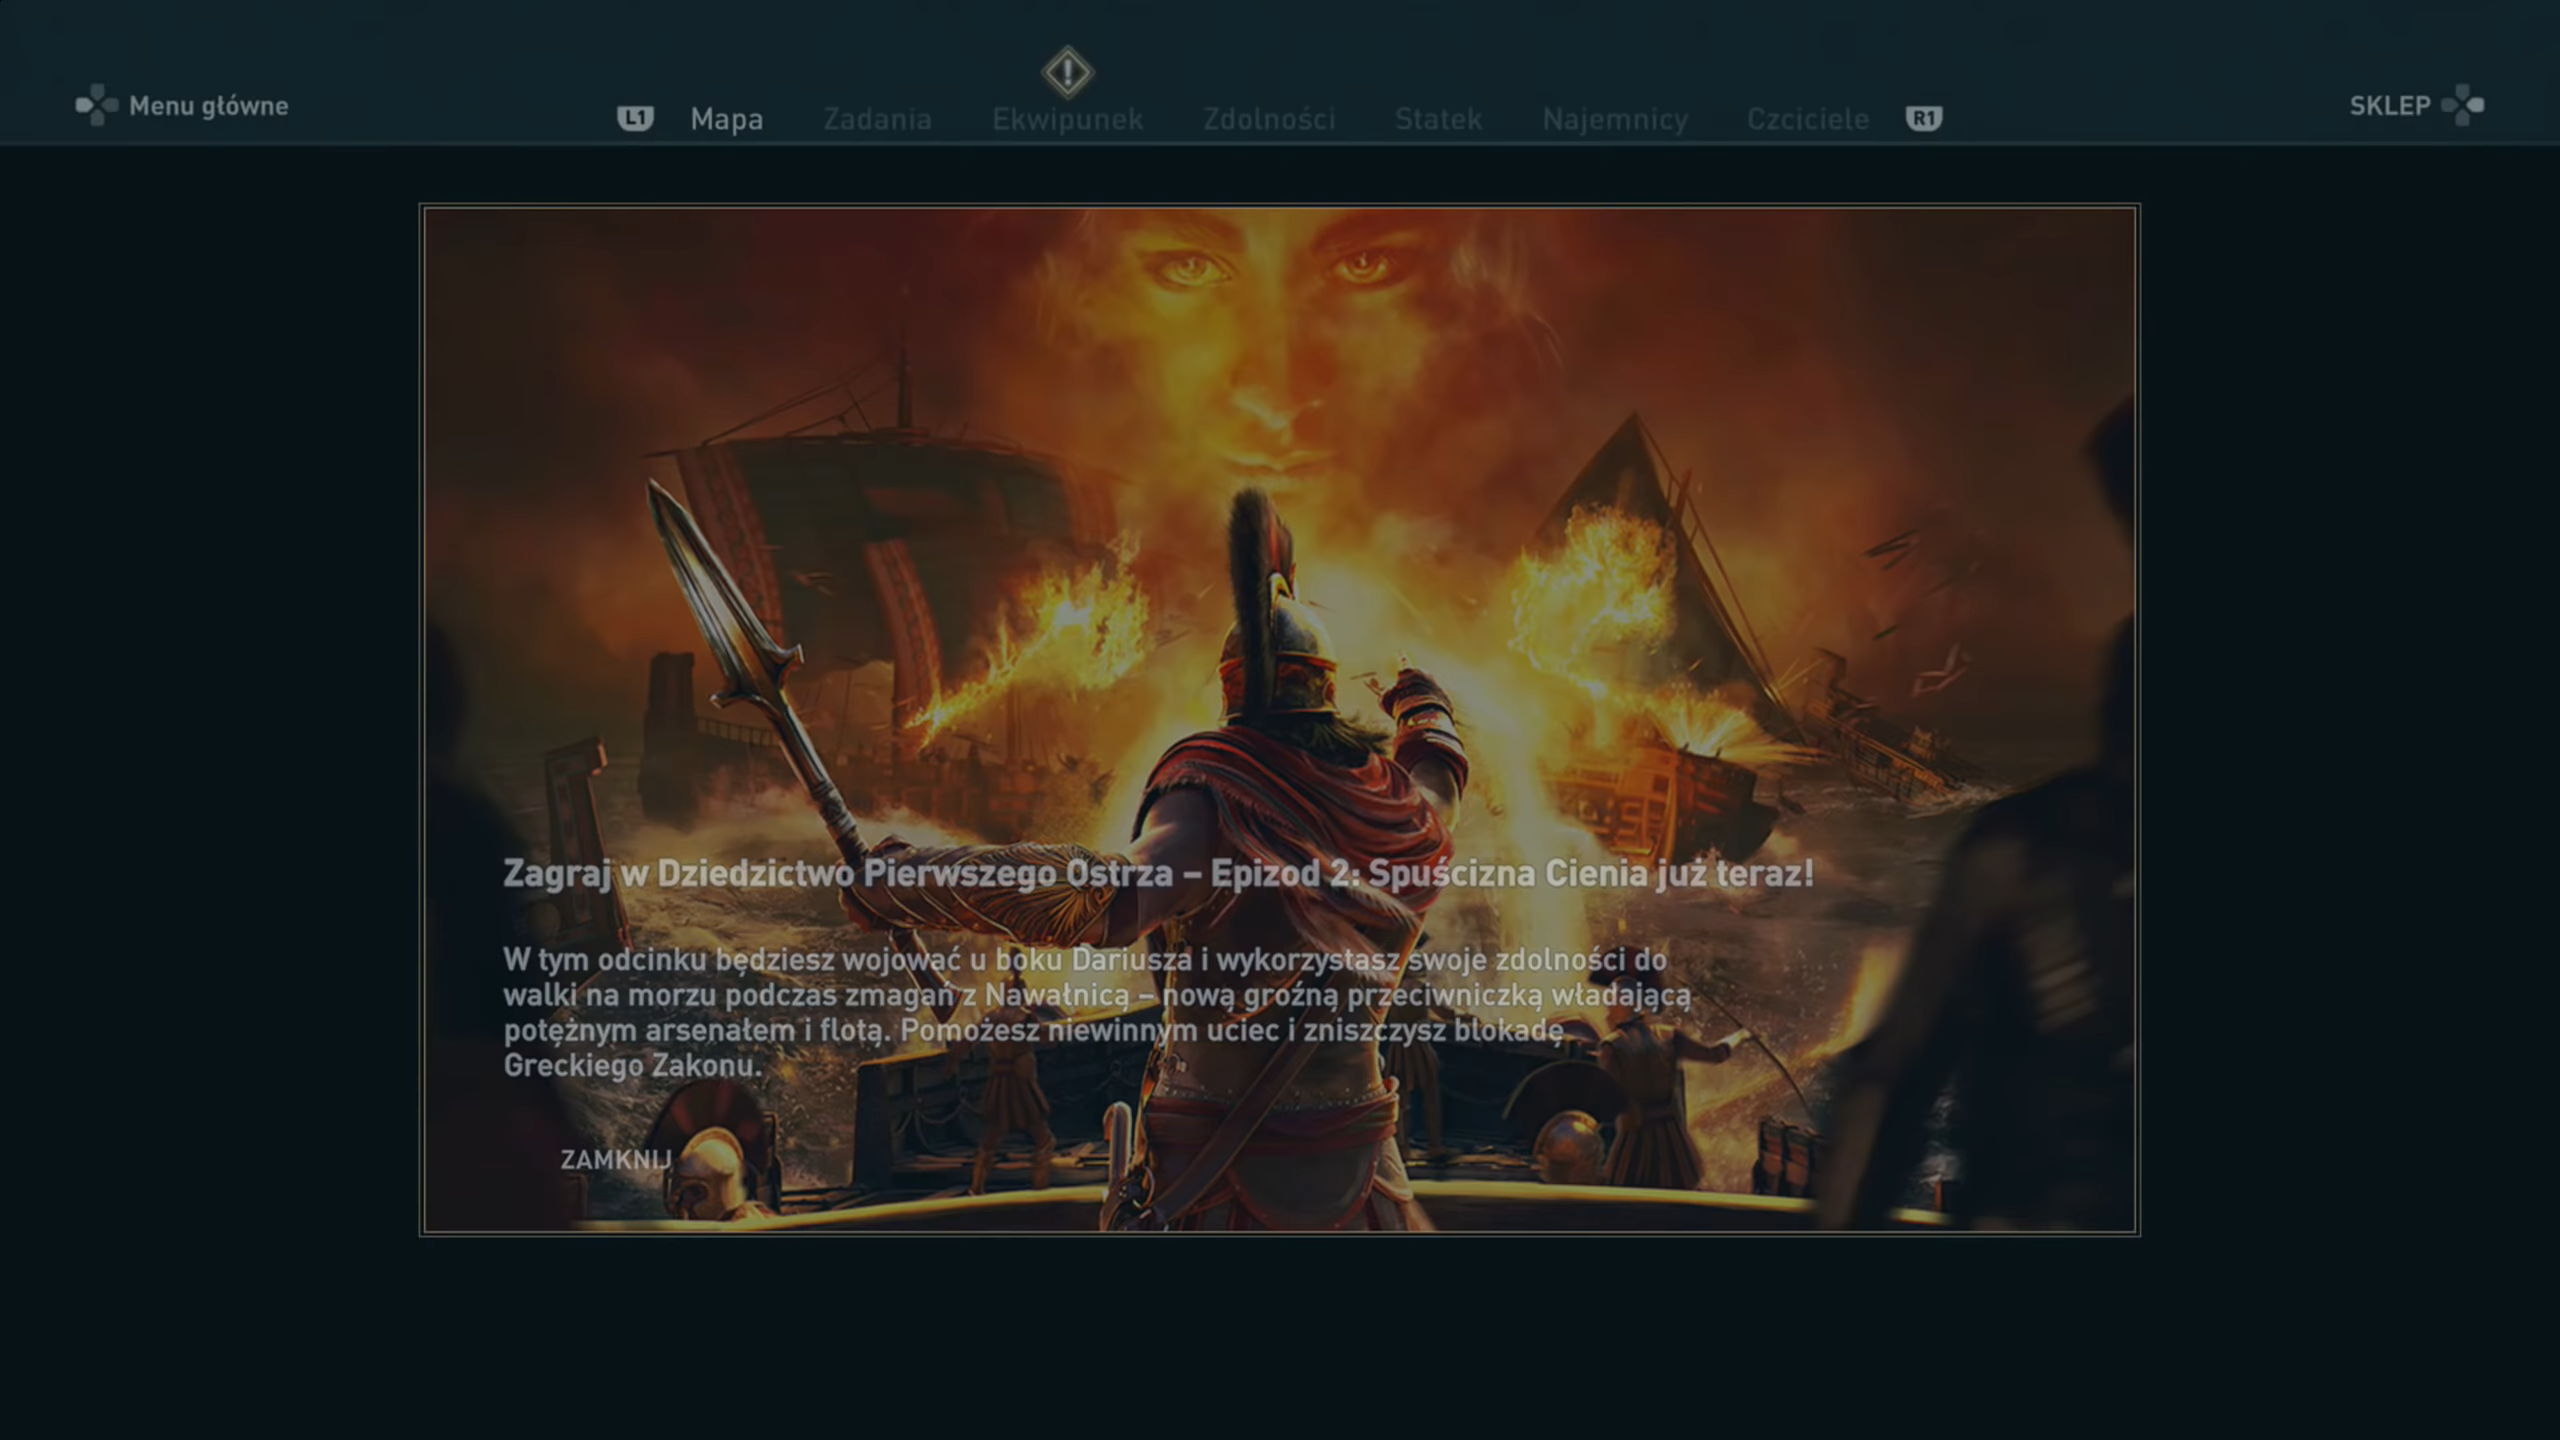 Menu główne
L1 Mapa Zadania Ekwipunek Zdolności Statek Najemnicy Czciciele R1
SKLEP
Zagraj w Dziedzictwo Pierwszego Ostrza – Epizod 2: Spuścizna Cienia już teraz!
W tym odcinku będziesz wojować u boku Dariusza i wykorzystasz swoje zdolności do
walki na morzu podczas zmagań z Nawałnicą – nową groźną przeciwniczką władającą
potężnym arsenałem i flotą. Pomożesz niewinnym uciec i zniszczysz blokadę
Greckiego Zakonu.
ZAMKNIJ